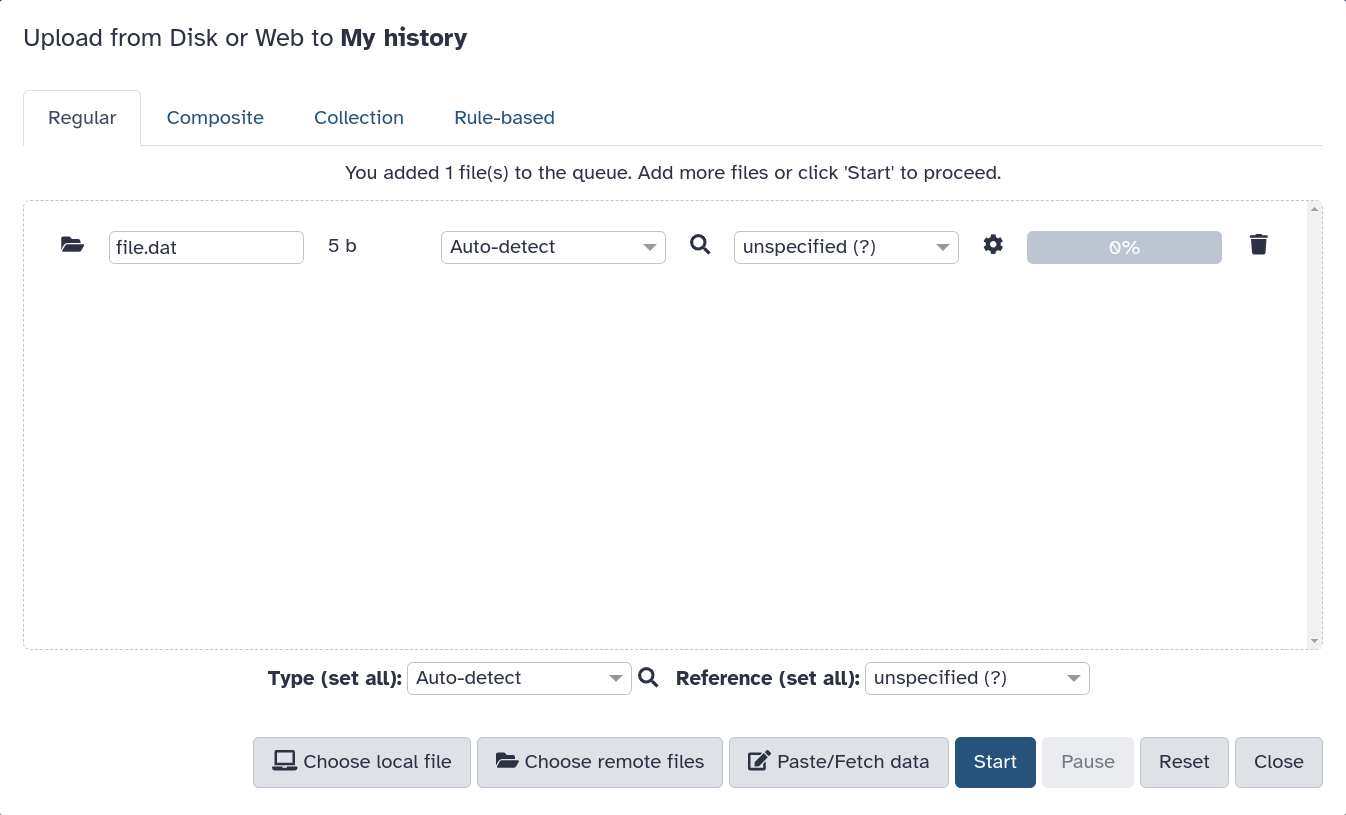 Upload from Disk or Web to My history
Regular Composite Collection Rule-based
You added 1 file(s) to the queue. Add more files or click 'Start' to proceed.
file.dat 5 b Auto-detect unspecified (?) 0%
Type (set all): Auto-detect Reference (set all): unspecified (?)
Choose local file Choose remote files Paste/Fetch data Start Pause Reset Close